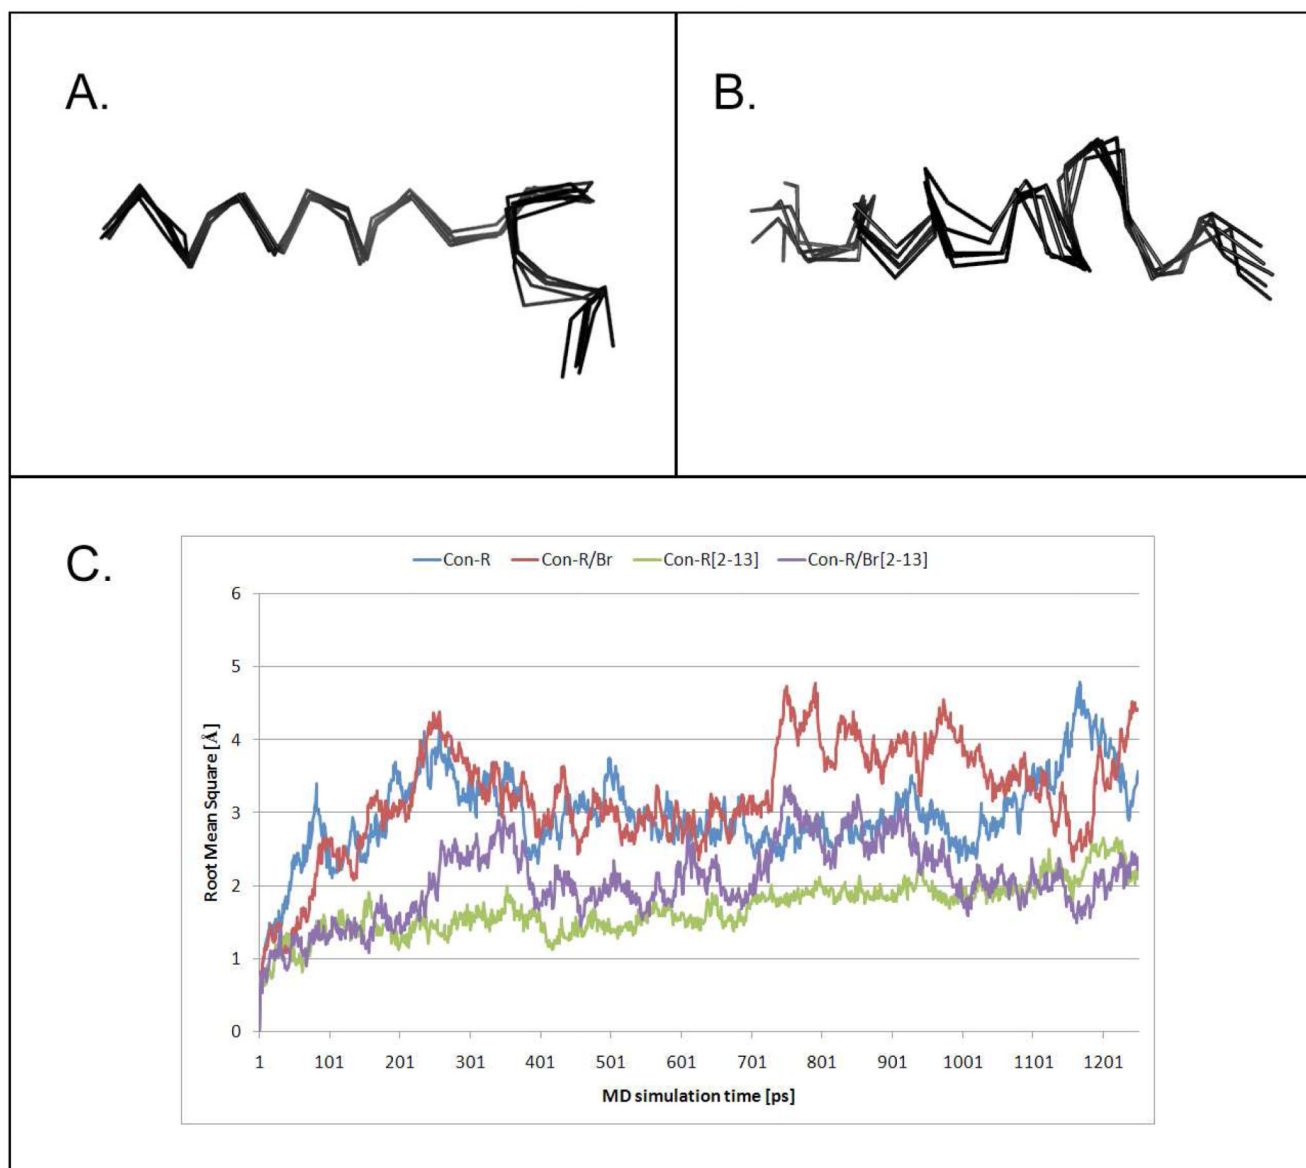 A.
B.
C.
Con-R Con-R/Br Con-R[2-13] Con-R/Br[2-13]
6
5
4
3
2
1
0
Root Mean Square [Å]
1 101 201 301 401 501 601 701 801 901 1001 1101 1201
MD simulation time [ps]